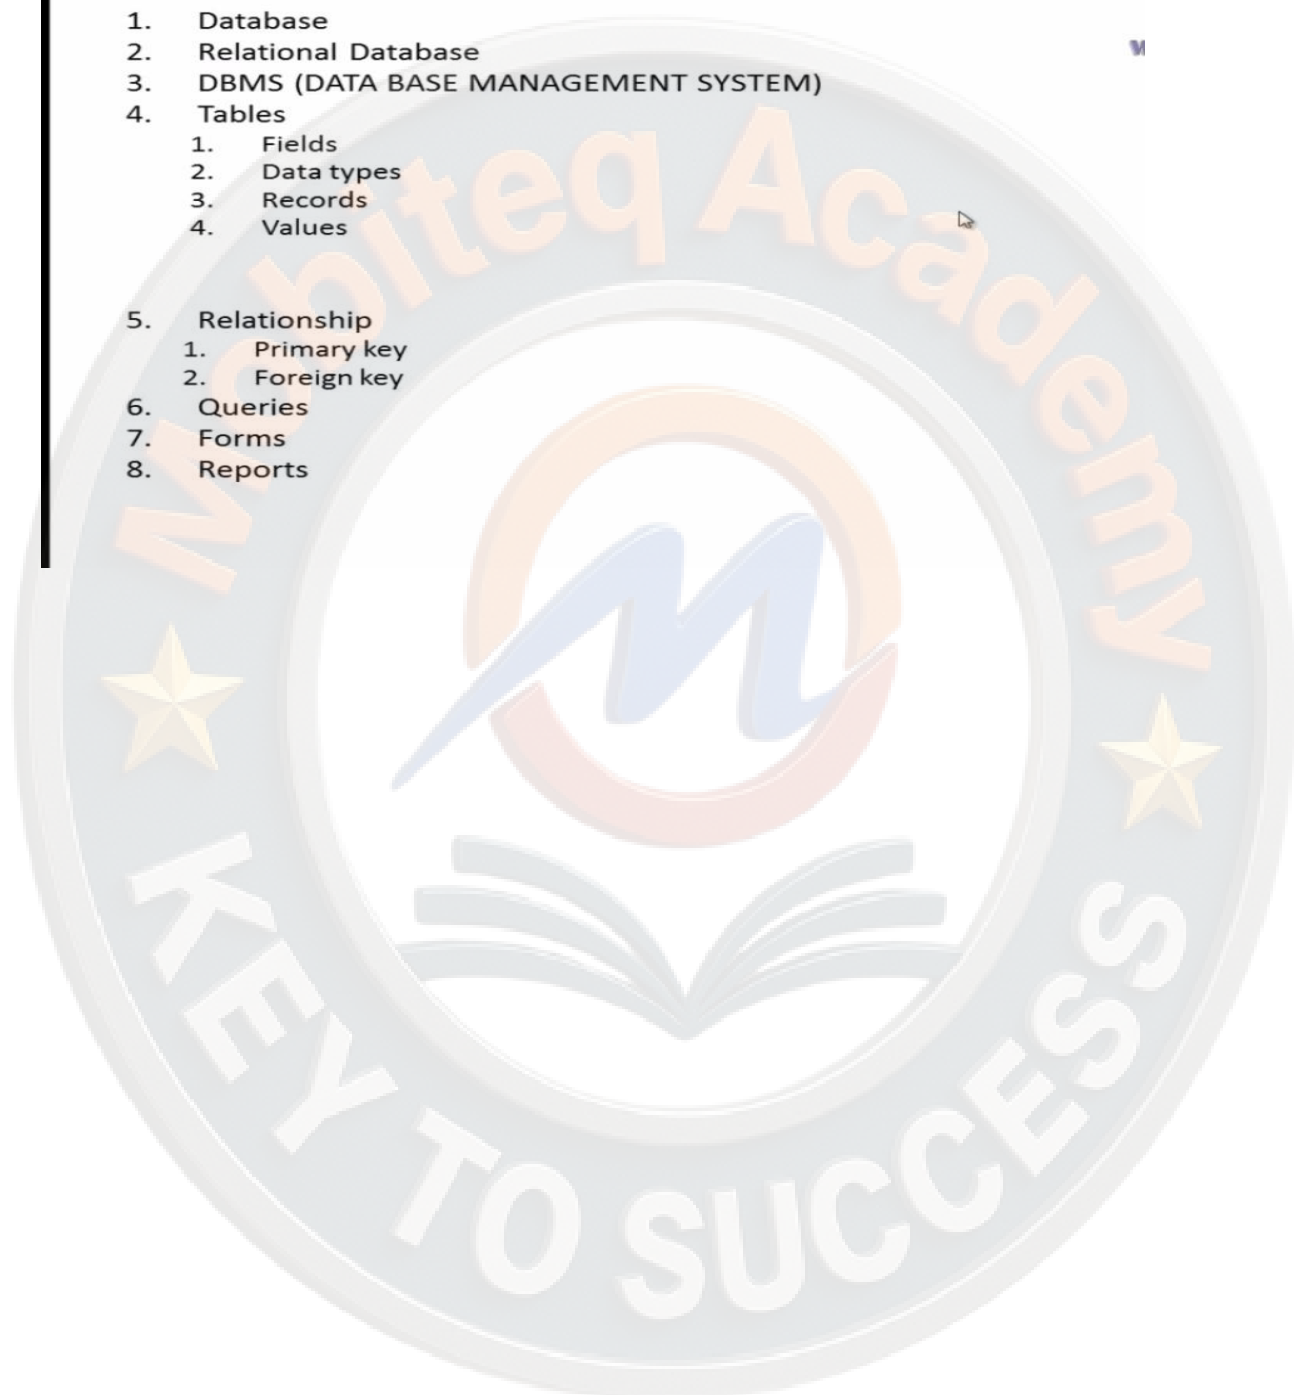 1. Database
2. Relational Database
3. DBMS (DATA BASE MANAGEMENT SYSTEM)
4. Tables
1. Fields
2. Data types
3. Records
4. Values
5. Relationship
1. Primary key
2. Foreign key
6. Queries
7. Forms
8. Reports
Mobiteq Academy
KEY TO SUCCESS